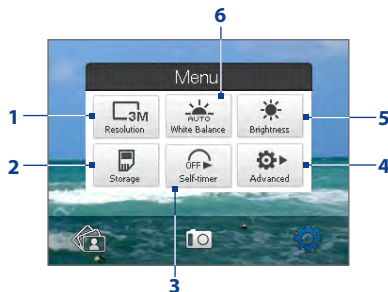 6
Menu
1
3M
AUTO
5
Resolution
White Balance
Brightness
2
OFF
4
Storage
Self-timer
Advanced
3